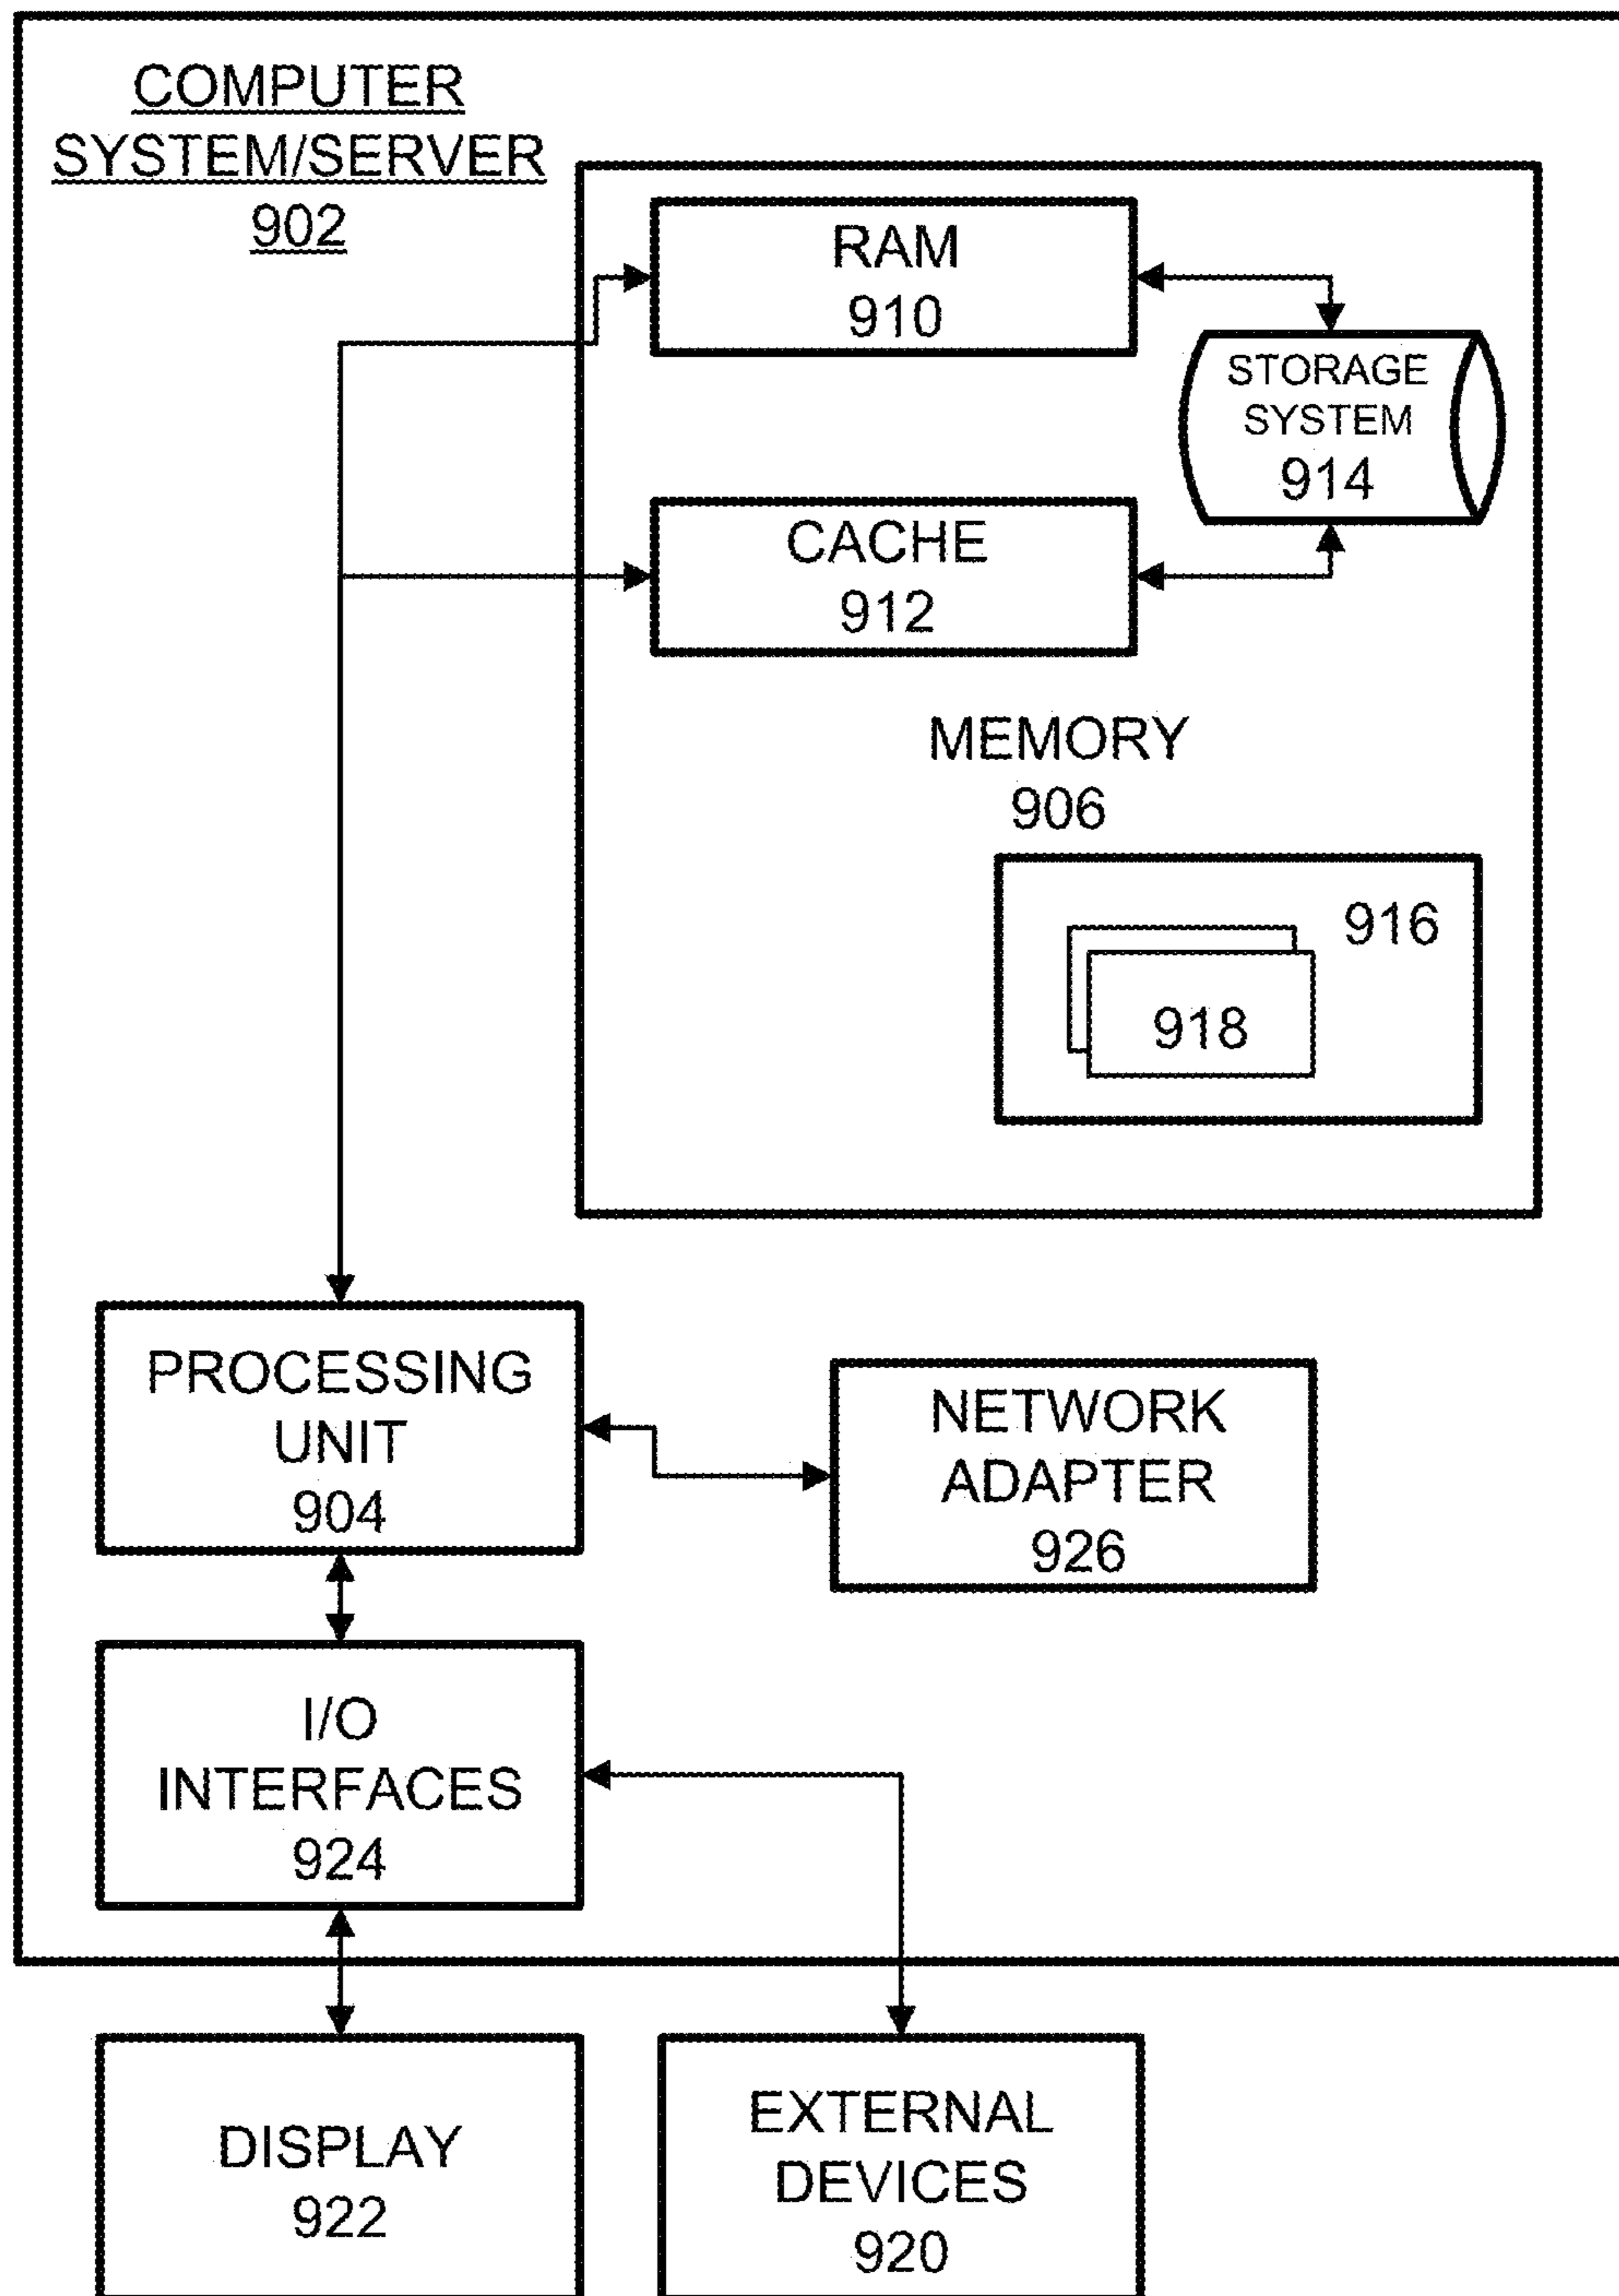 COMPUTER
SYSTEM/SERVER
902
RAM
910
STORAGE
SYSTEM
914
CACHE
912
MEMORY
906
916
918
PROCESSING
UNIT
904
NETWORK
ADAPTER
926
I/O
INTERFACES
924
DISPLAY
922
EXTERNAL
DEVICES
920